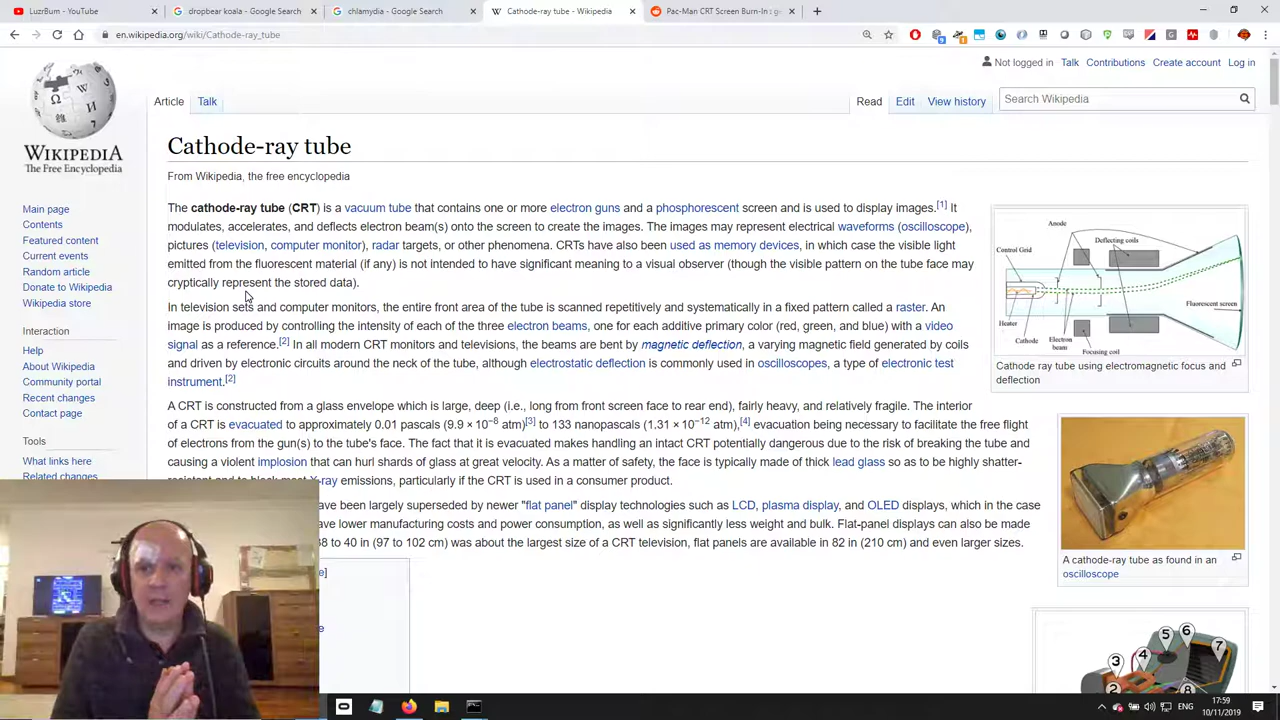 LuzrBum - YouTube
dropbear koala - Google Search
chlamydia - Google Search
Cathode-ray tube - Wikipedia
Pac-Man CRT Screen Burn-In : g
en.wikipedia.org/wiki/Cathode-ray_tube
Not logged in Talk Contributions Create account Log in
Article Talk Read Edit View history Search Wikipedia
WIKIPEDIA
The Free Encyclopedia
Main page
Contents
Featured content
Current events
Random article
Donate to Wikipedia
Wikipedia store
Interaction
Help
About Wikipedia
Community portal
Recent changes
Contact page
Tools
What links here
Related changes
Cathode-ray tube
From Wikipedia, the free encyclopedia
The cathode-ray tube (CRT) is a vacuum tube that contains one or more electron guns and a phosphorescent screen and is used to display images.[1] It
modulates, accelerates, and deflects electron beam(s) onto the screen to create the images. The images may represent electrical waveforms (oscilloscope),
pictures (television, computer monitor), radar targets, or other phenomena. CRTs have also been used as memory devices, in which case the visible light
emitted from the fluorescent material (if any) is not intended to have significant meaning to a visual observer (though the visible pattern on the tube face may
cryptically represent the stored data).
In television sets and computer monitors, the entire front area of the tube is scanned repetitively and systematically in a fixed pattern called a raster. An
image is produced by controlling the intensity of each of the three electron beams, one for each additive primary color (red, green, and blue) with a video
signal as a reference.[2] In all modern CRT monitors and televisions, the beams are bent by magnetic deflection, a varying magnetic field generated by coils
and driven by electronic circuits around the neck of the tube, although electrostatic deflection is commonly used in oscilloscopes, a type of electronic test
instrument.[2]
A CRT is constructed from a glass envelope which is large, deep (i.e., long from front screen face to rear end), fairly heavy, and relatively fragile. The interior
of a CRT is evacuated to approximately 0.01 pascals (9.9 × 10−8 atm)[3] to 133 nanopascals (1.31 × 10−12 atm),[4] evacuation being necessary to facilitate the free flight
of electrons from the gun(s) to the tube's face. The fact that it is evacuated makes handling an intact CRT potentially dangerous due to the risk of breaking the tube and
causing a violent implosion that can hurl shards of glass at great velocity. As a matter of safety, the face is typically made of thick lead glass so as to be highly shatter-
resistant and to block most X-ray emissions, particularly if the CRT is used in a consumer product.
have been largely superseded by newer "flat panel" display technologies such as LCD, plasma display, and OLED displays, which in the case
have lower manufacturing costs and power consumption, as well as significantly less weight and bulk. Flat-panel displays can also be made
38 to 40 in (97 to 102 cm) was about the largest size of a CRT television, flat panels are available in 82 in (210 cm) and even larger sizes.
Anode
Control Grid
Deflecting coils
Fluorescent screen
Heater
Cathode
Electron
beam
Focusing coil
Cathode ray tube using electromagnetic focus and
deflection
A cathode-ray tube as found in an
oscilloscope
5 6
4 7
3
2 8
ENG
17:59
10/11/2019